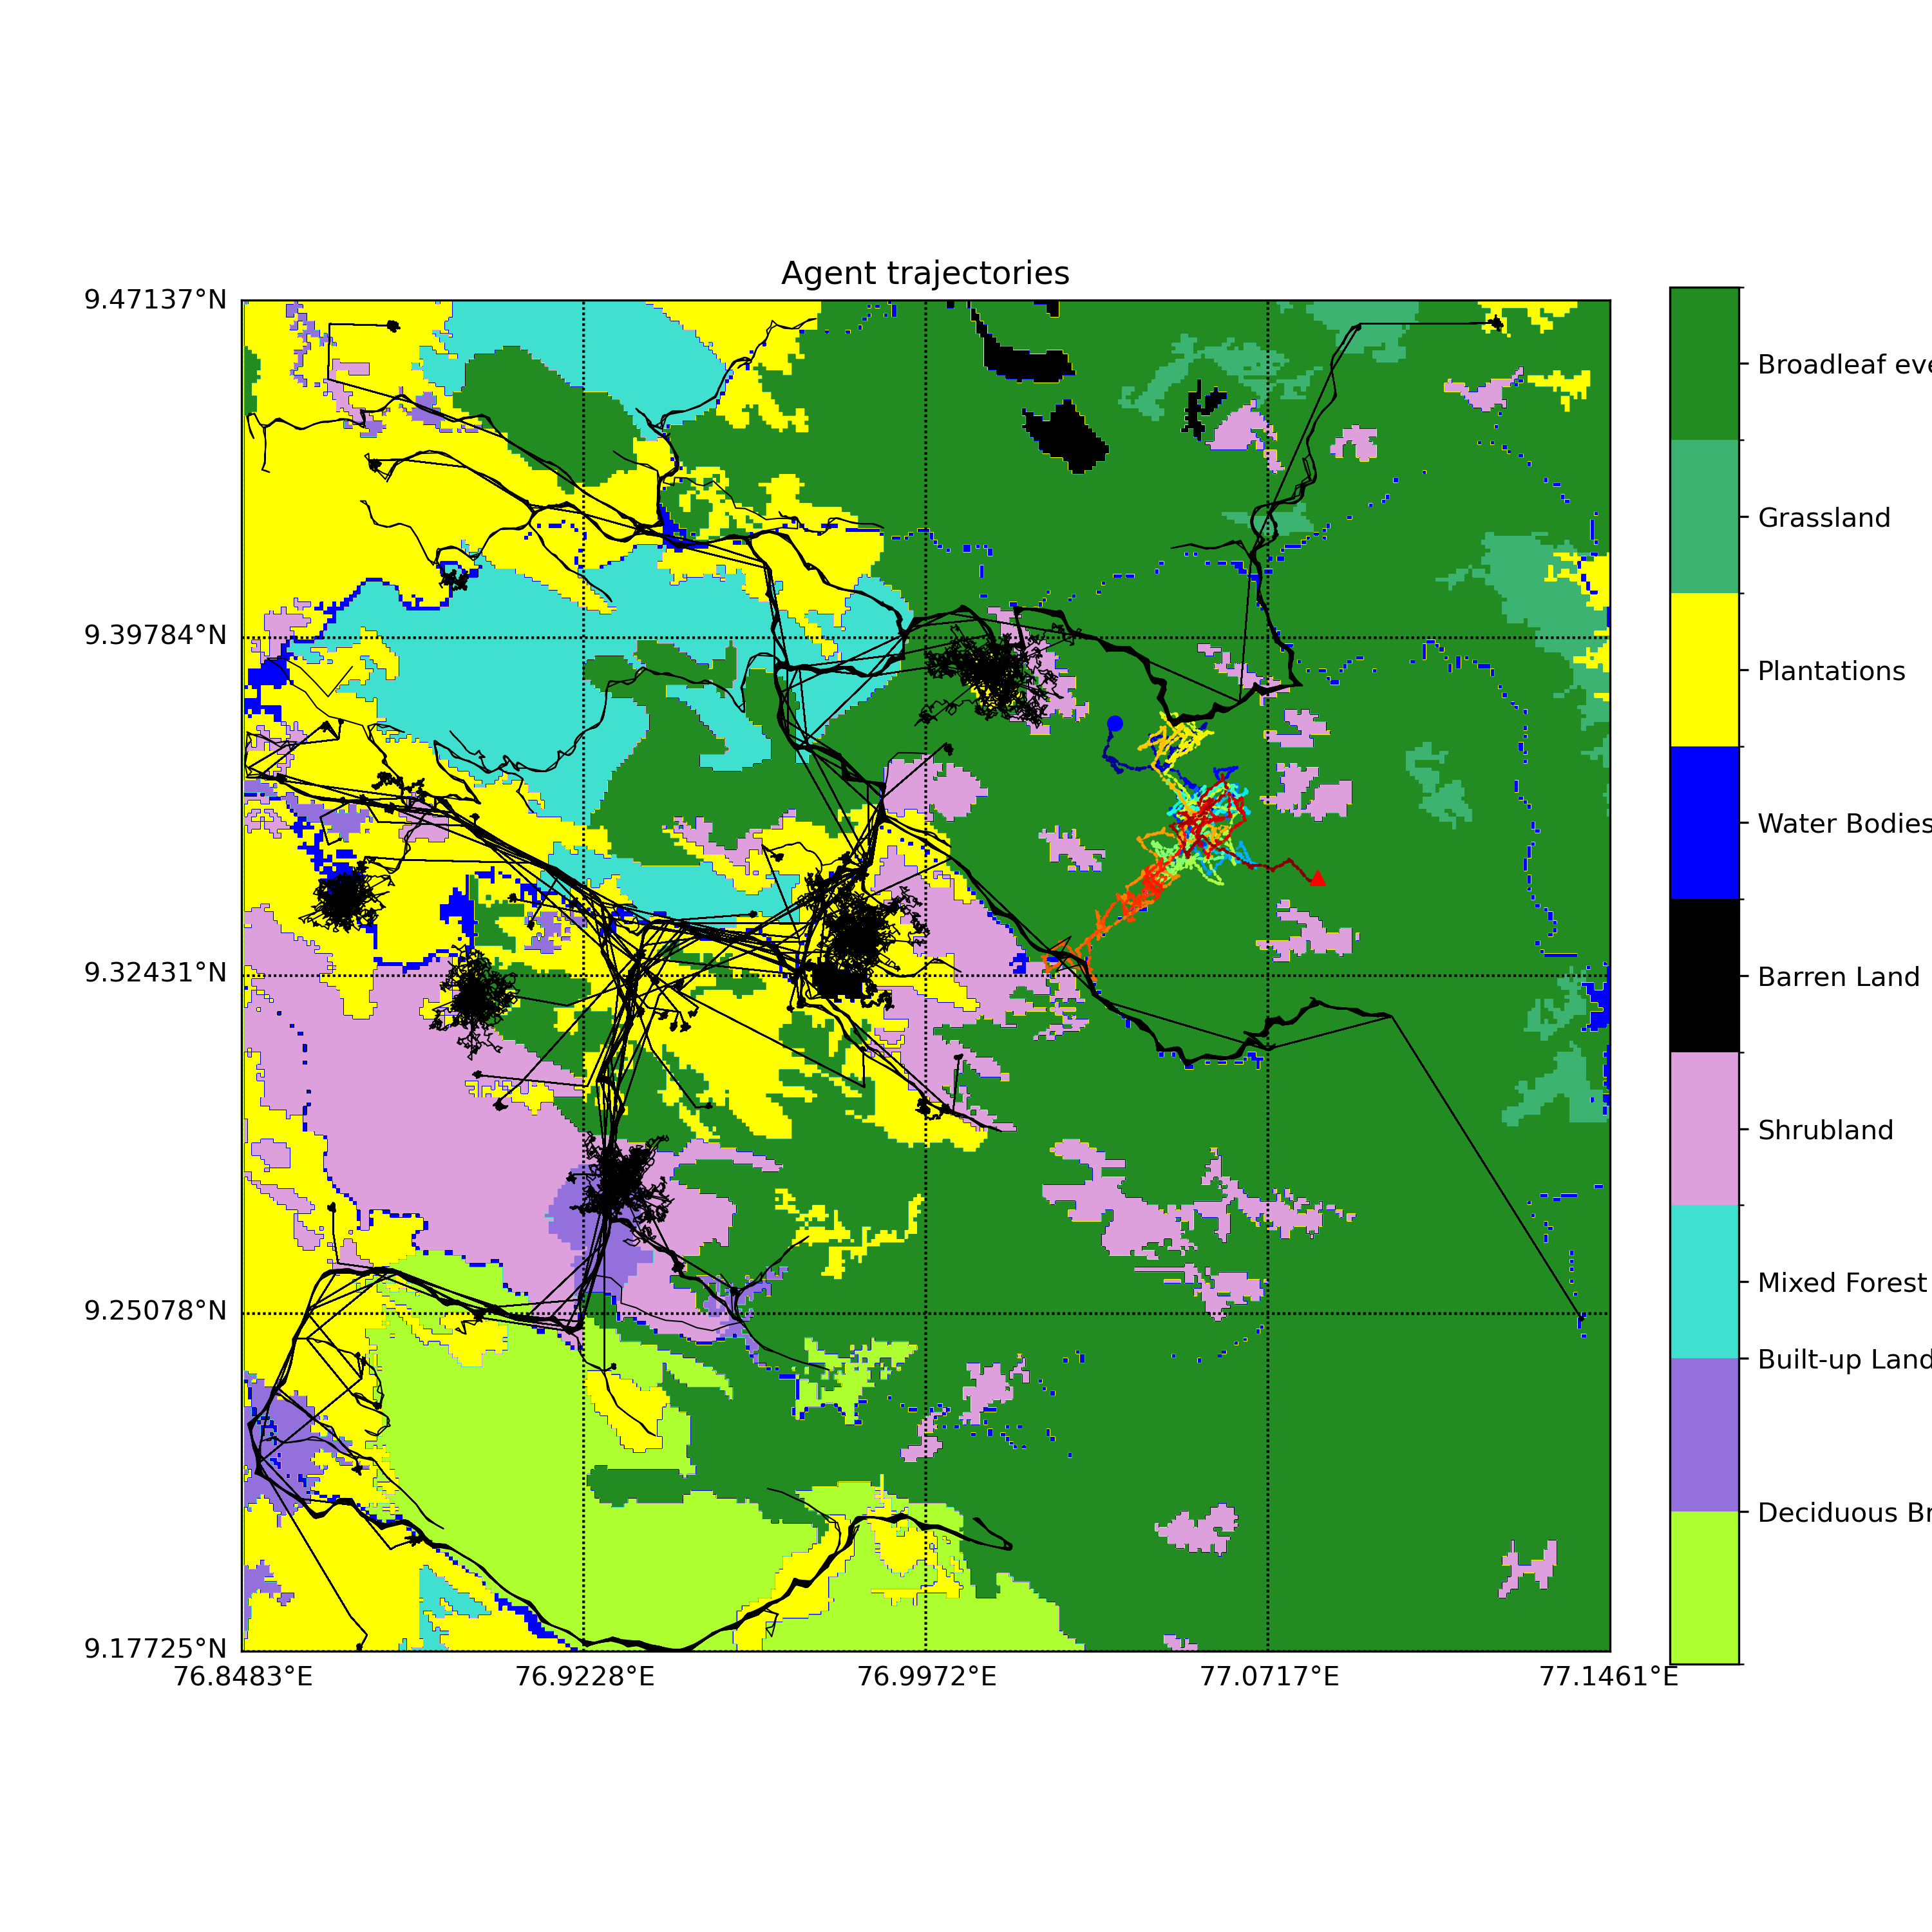 Agent trajectories
9.47137°N
9.39784°N
9.32431°N
9.25078°N
9.17725°N
76.8483°E
76.9228°E
76.9972°E
77.0717°E
77.1461°E
Broadleaf eve
Grassland
Plantations
Water Bodies
Barren Land
Shrubland
Mixed Forest
Built-up Land
Deciduous Br